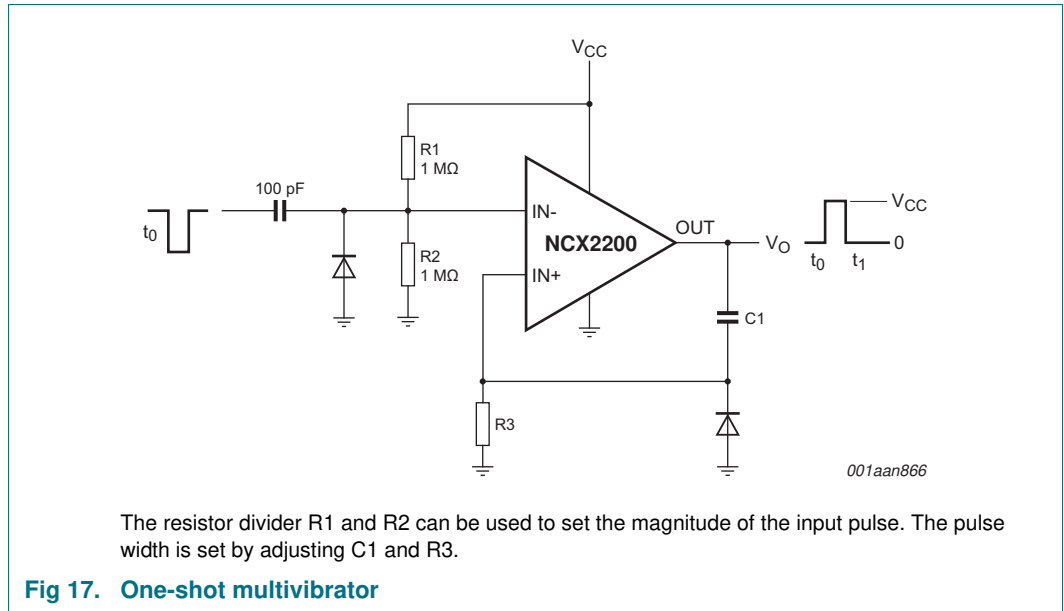 VCC
R1
1 MΩ
100 pF
t0
IN-
OUT
VCC
NCX2200
VO
0
t0
t1
R2
1 MΩ
IN+
C1
R3
001aan866
The resistor divider R1 and R2 can be used to set the magnitude of the input pulse. The pulse
width is set by adjusting C1 and R3.
Fig 17. One-shot multivibrator